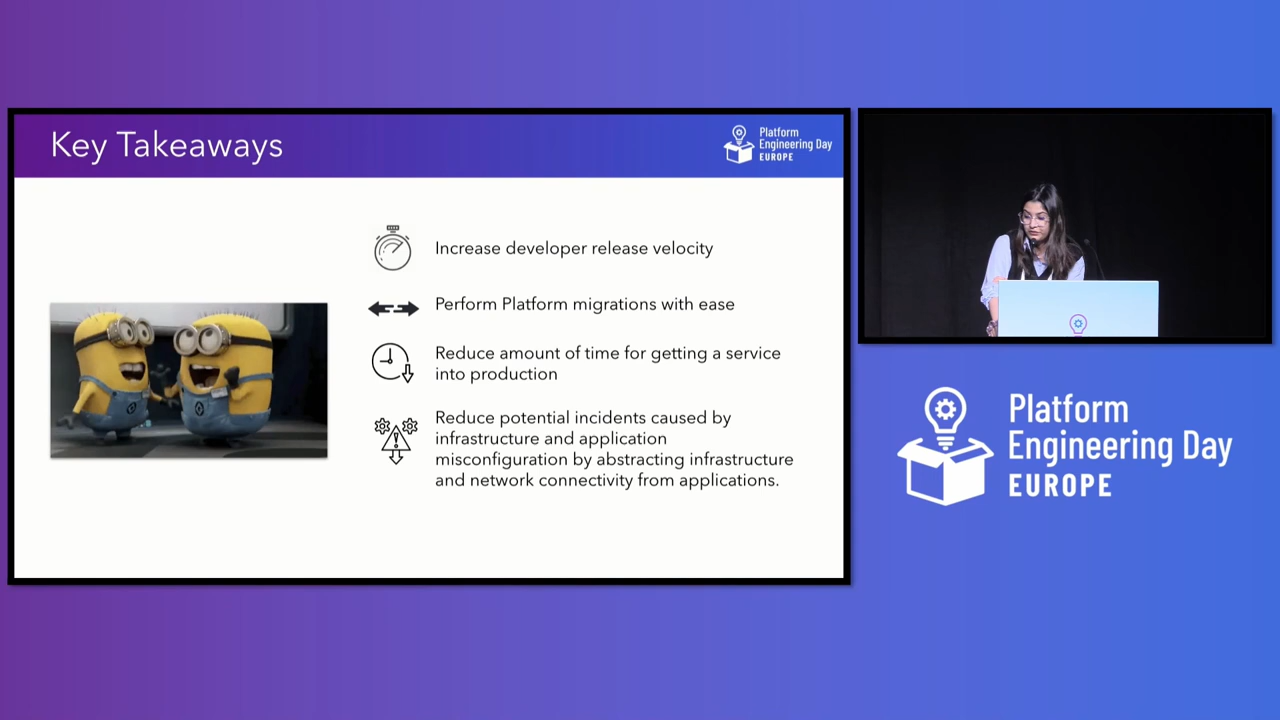 Key Takeaways
Platform
Engineering Day
EUROPE
Increase developer release velocity
Perform Platform migrations with ease
Reduce amount of time for getting a service
into production
Reduce potential incidents caused by
infrastructure and application
misconfiguration by abstracting infrastructure
and network connectivity from applications.
Platform
Engineering Day
EUROPE